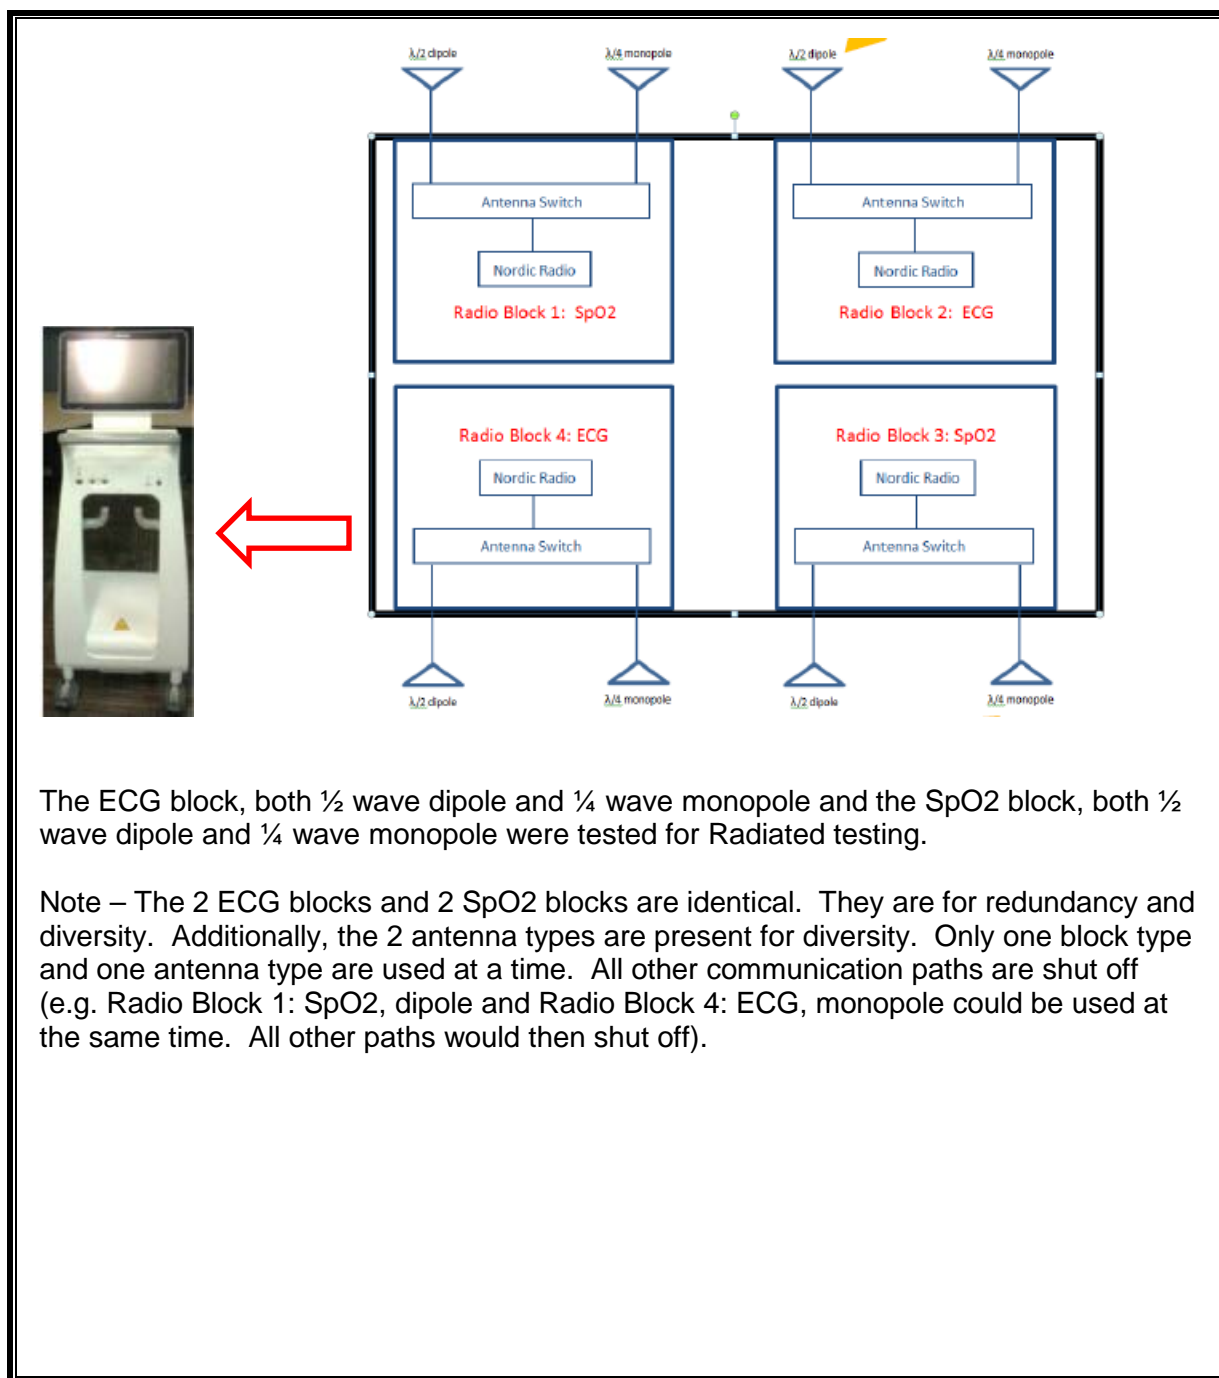 λ/2 dipole
λ/4 monopole
λ/2 dipole
λ/4 monopole
Antenna Switch
Antenna Switch
Nordic Radio
Nordic Radio
Radio Block 1: SpO2
Radio Block 2: ECG
Radio Block 4: ECG
Radio Block 3: SpO2
Nordic Radio
Nordic Radio
Antenna Switch
Antenna Switch
λ/2 dipole
λ/4 monopole
λ/2 dipole
λ/4 monopole
The ECG block, both ½ wave dipole and ¼ wave monopole and the SpO2 block, both ½
wave dipole and ¼ wave monopole were tested for Radiated testing.
Note – The 2 ECG blocks and 2 SpO2 blocks are identical. They are for redundancy and
diversity. Additionally, the 2 antenna types are present for diversity. Only one block type
and one antenna type are used at a time. All other communication paths are shut off
(e.g. Radio Block 1: SpO2, dipole and Radio Block 4: ECG, monopole could be used at
the same time. All other paths would then shut off).